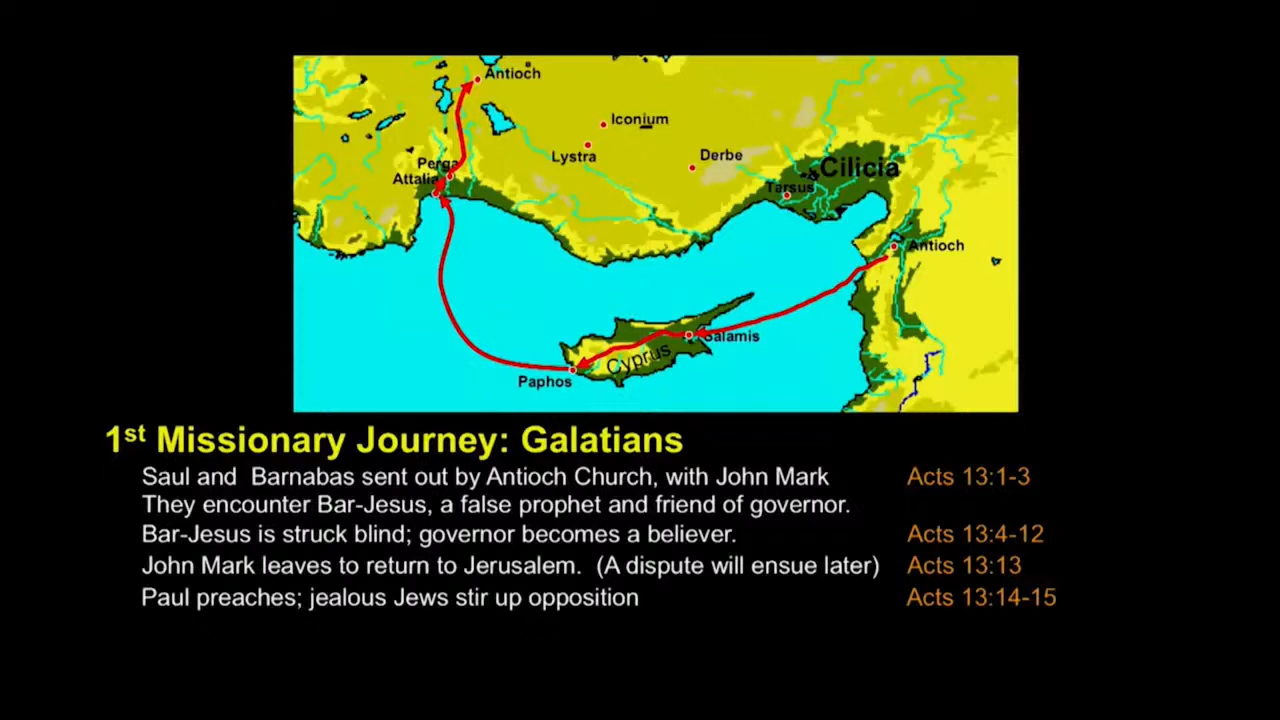 Antioch
Iconium
Lystra
Derbe
Perga
Attalia
Cilicia
Tarsus
Antioch
Salamis
Cyprus
Paphos
1st Missionary Journey: Galatians
Saul and Barnabas sent out by Antioch Church, with John Mark Acts 13:1-3
They encounter Bar-Jesus, a false prophet and friend of governor.
Bar-Jesus is struck blind; governor becomes a believer. Acts 13:4-12
John Mark leaves to return to Jerusalem. (A dispute will ensue later) Acts 13:13
Paul preaches; jealous Jews stir up opposition Acts 13:14-15